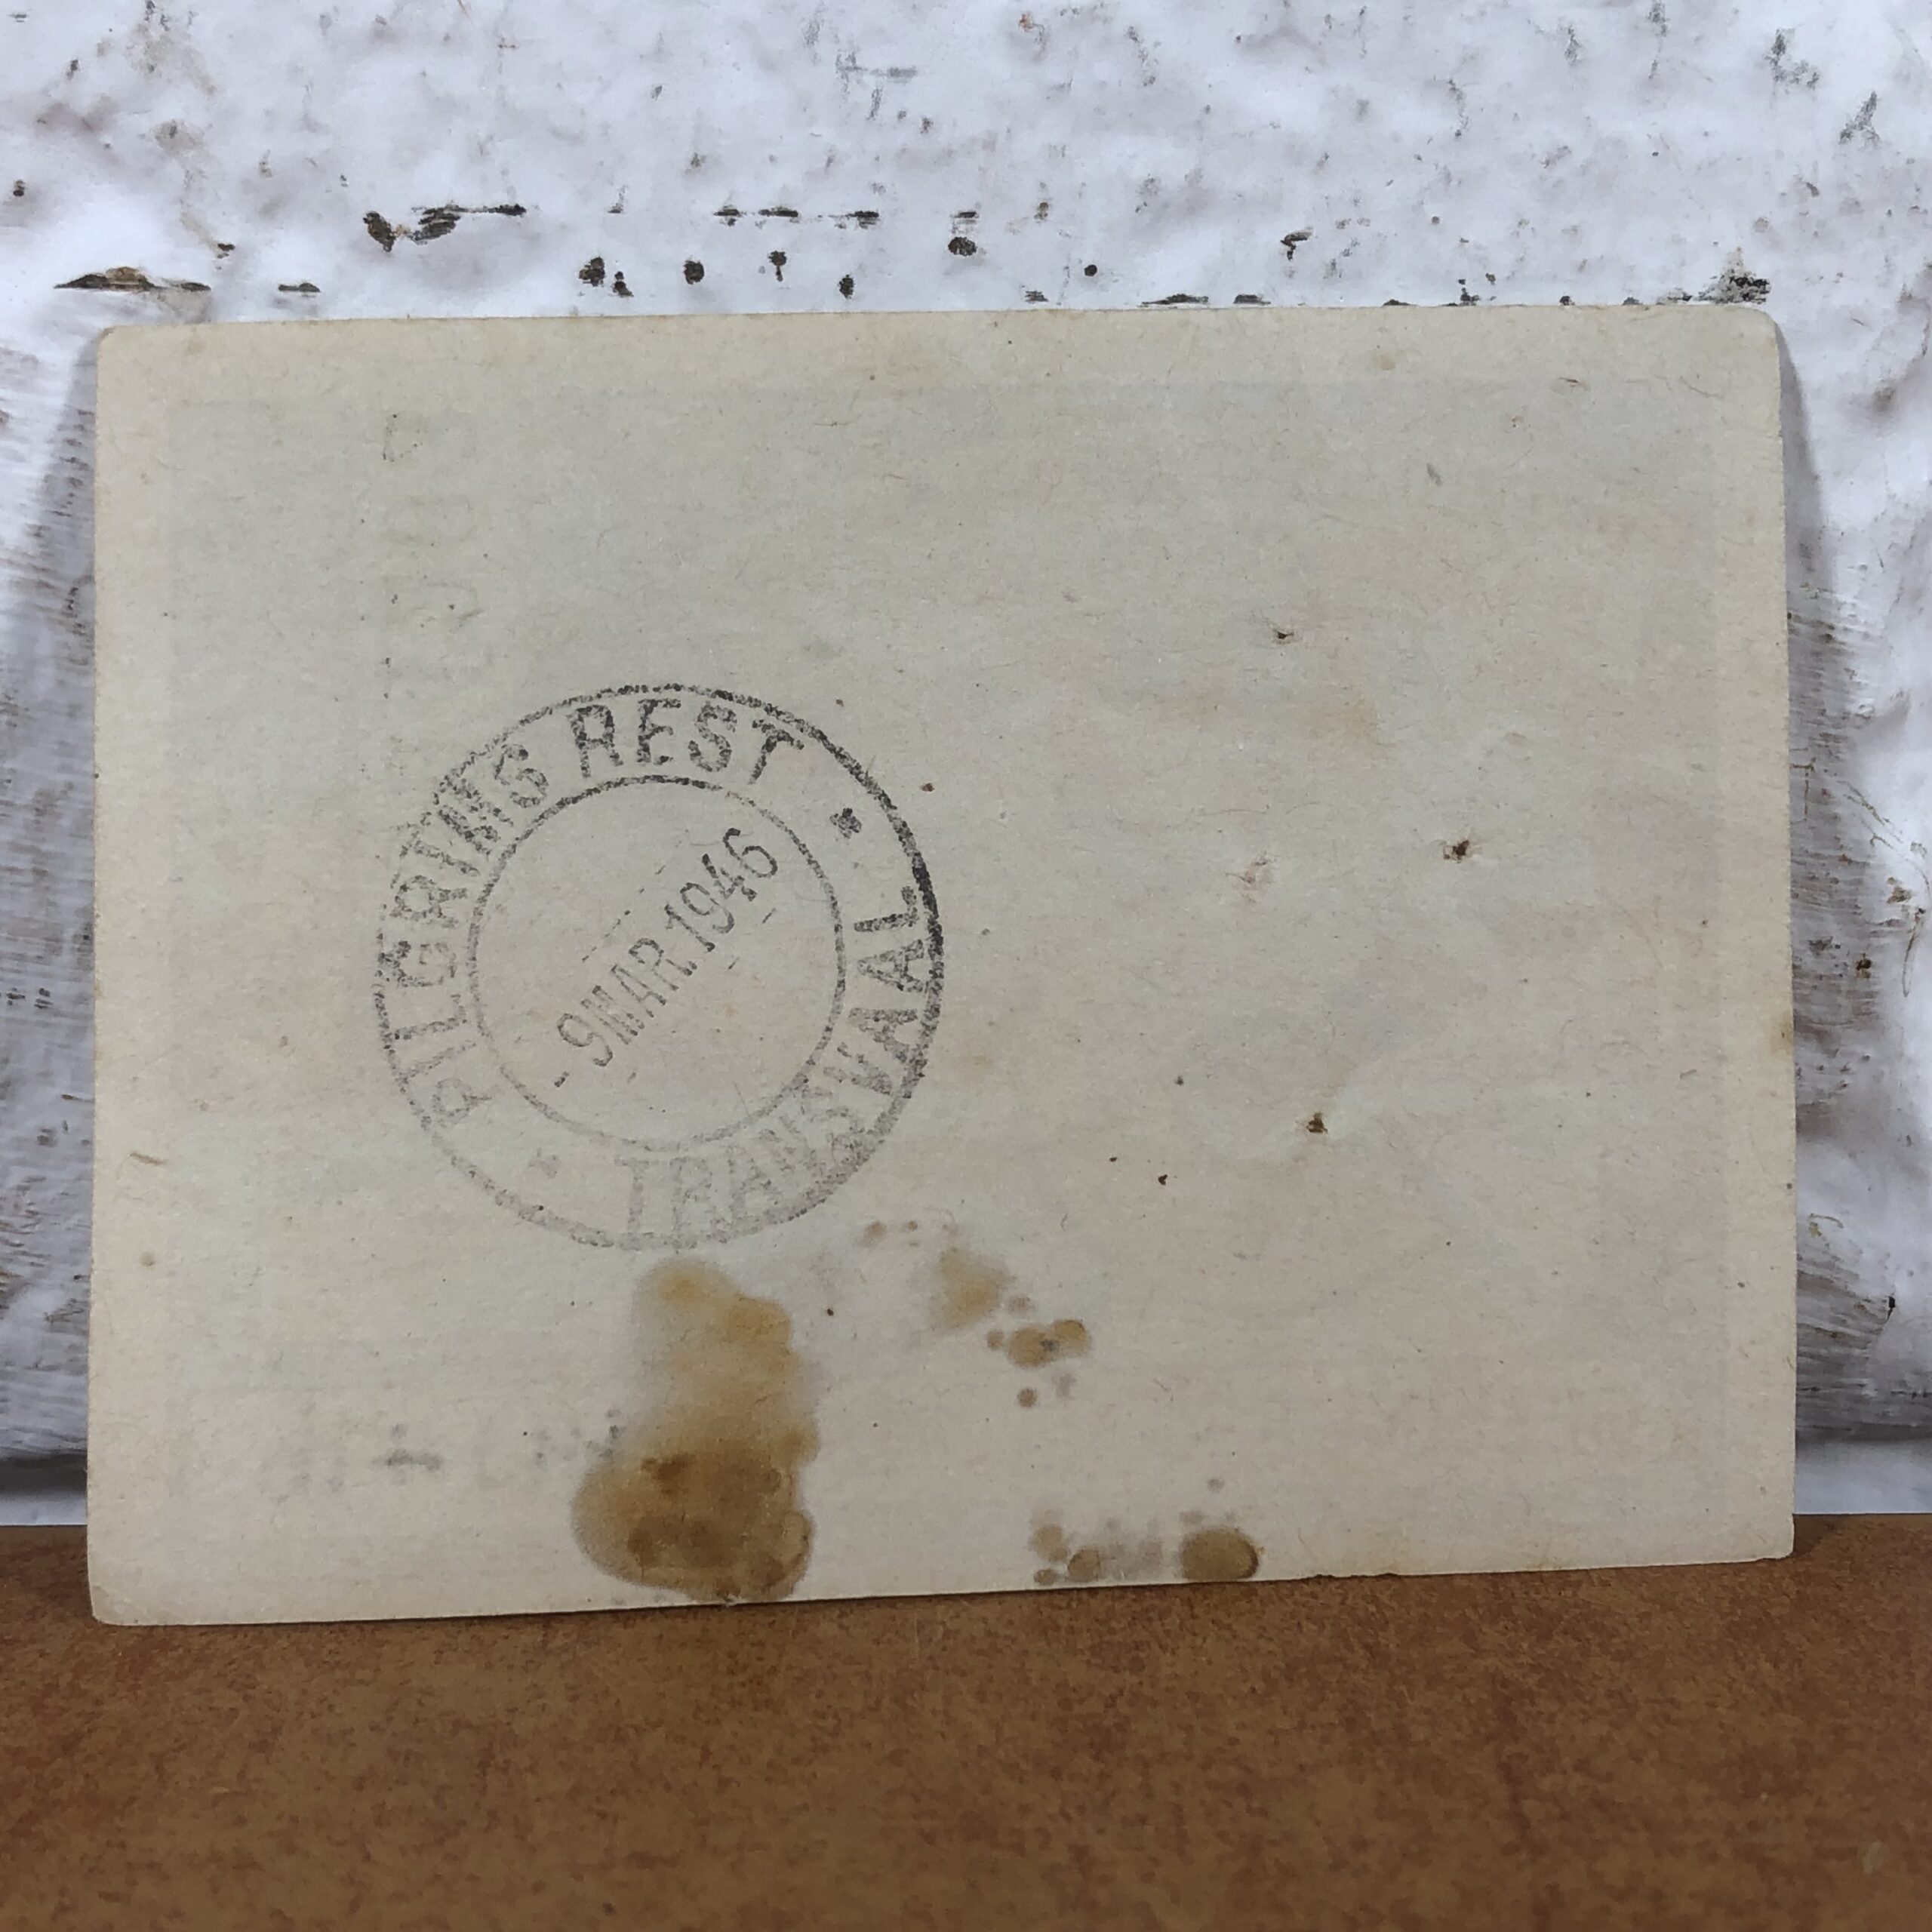 PILGRIMS REST
- 9 MAR. 1946
TRANSVAAL